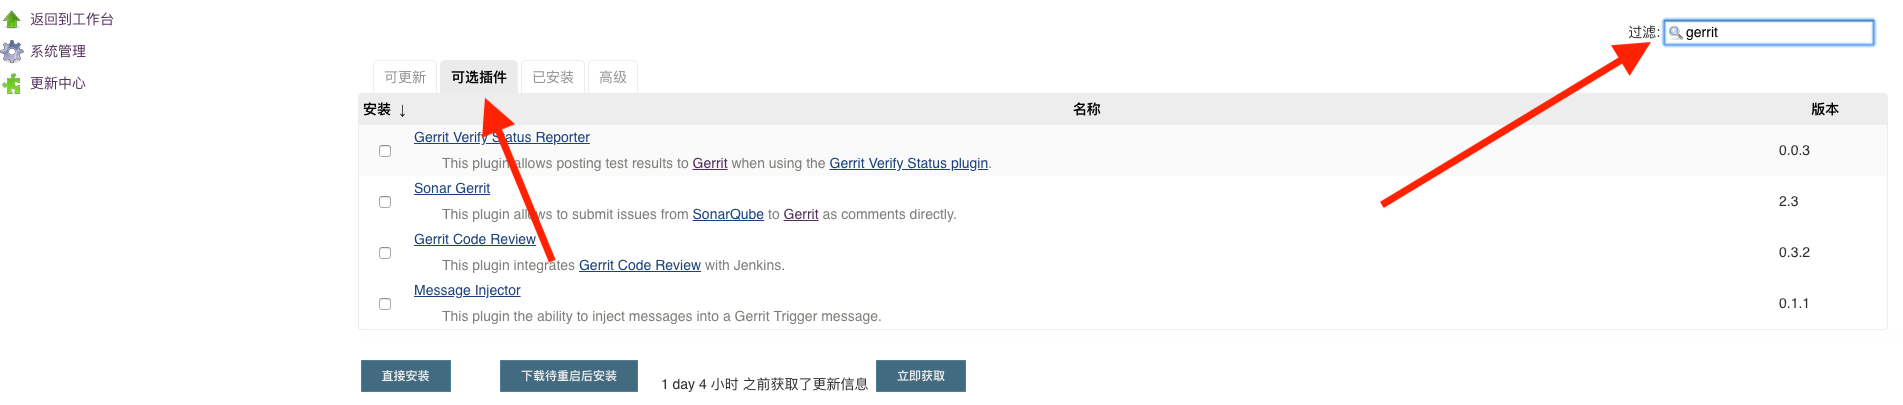 返回到工作台
系统管理
更新中心
过滤: gerrit
可更新 可选插件 已安装 高级
安装 ↓ 名称 版本
Gerrit Verify Status Reporter
This plugin allows posting test results to Gerrit when using the Gerrit Verify Status plugin.
0.0.3
Sonar Gerrit
This plugin allows to submit issues from SonarQube to Gerrit as comments directly.
2.3
Gerrit Code Review
This plugin integrates Gerrit Code Review with Jenkins.
0.3.2
Message Injector
This plugin the ability to inject messages into a Gerrit Trigger message.
0.1.1
直接安装 下载待重启后安装 1 day 4 小时 之前获取了更新信息 立即获取